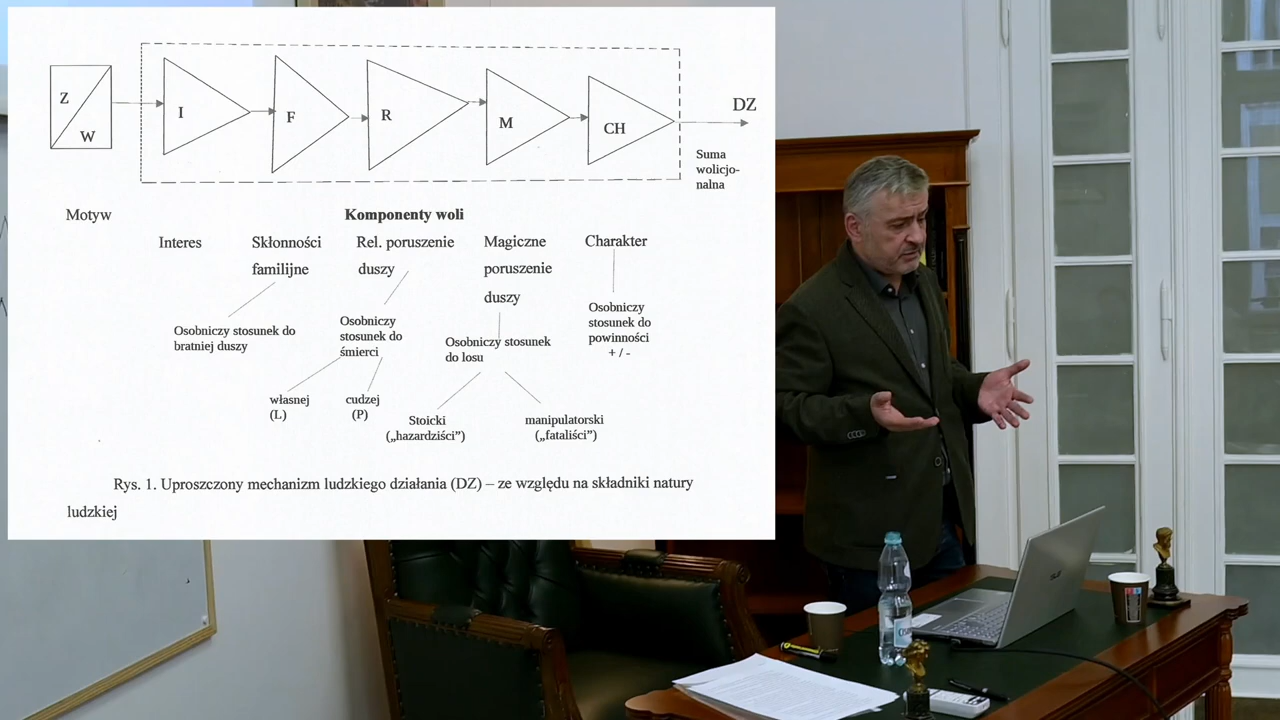 Z
W
I
F
R
M
CH
DZ
Suma
wolicjo-
nalna
Motyw
Komponenty woli
Interes
Skłonności
familijne
Rel. poruszenie
duszy
Magiczne
poruszenie
duszy
Charakter
Osobniczy stosunek do
bratniej duszy
Osobniczy
stosunek do
śmierci
Osobniczy stosunek
do losu
Osobniczy
stosunek do
powinności
+ / -
własnej
(L)
cudzej
(P)
Stoicki
(„hazardziści”)
manipulatorski
(„fataliści”)
Rys. 1. Uproszczony mechanizm ludzkiego działania (DZ) – ze względu na składniki natury
ludzkiej
ASUS